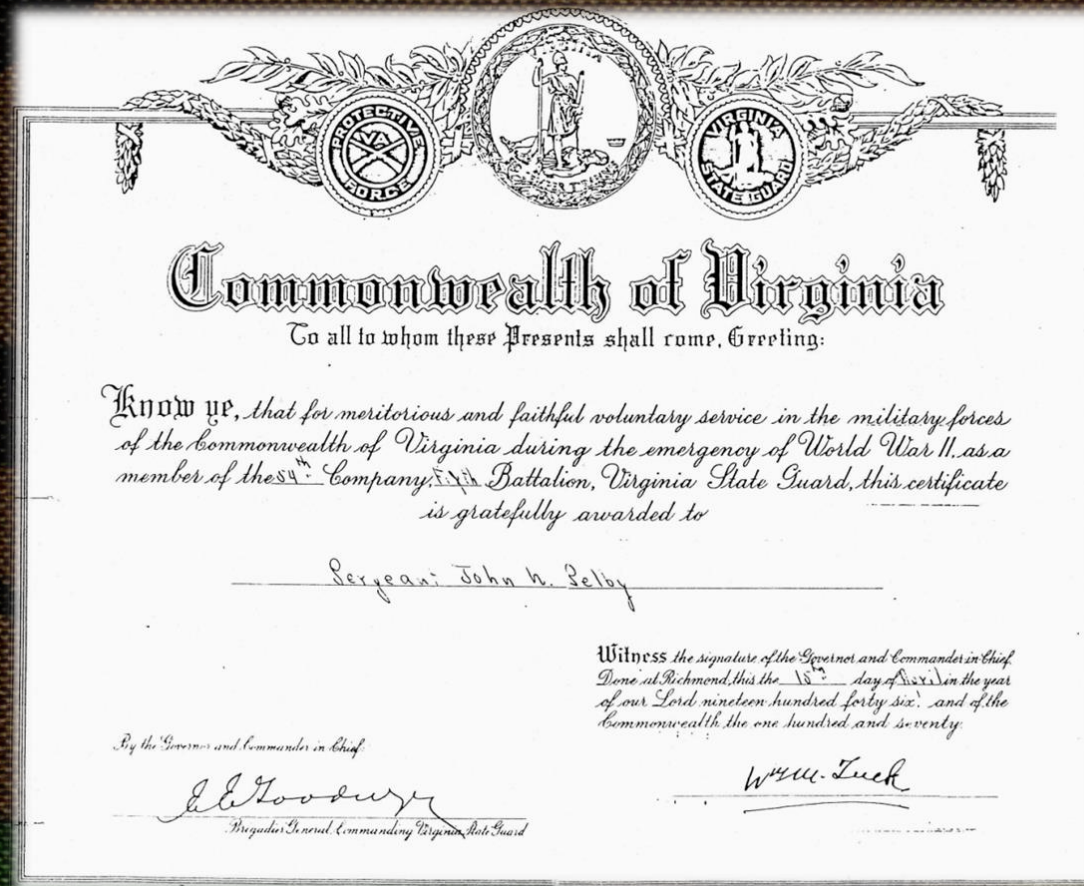 PROTECTIVE
VA
FORCE
VIRGINIA
STATE GUARD
Commonwealth of Virginia
To all to whom these Presents shall come, Greeting:
Know ye, that for meritorious and faithful voluntary service in the military forces
of the Commonwealth of Virginia during the emergency of World War II, as a
member of the 54th Company, Battalion, Virginia State Guard, this certificate
is gratefully awarded to
Sergeant John W. Selby
Witness the signature of the Governor and Commander in Chief.
Done at Richmond, this the 15th day of April in the year
of our Lord nineteen hundred forty six and of the
Commonwealth the one hundred and seventy.
By the Governor and Commander in Chief
Wm. M. Tuck
Brigadier General Commanding Virginia State Guard